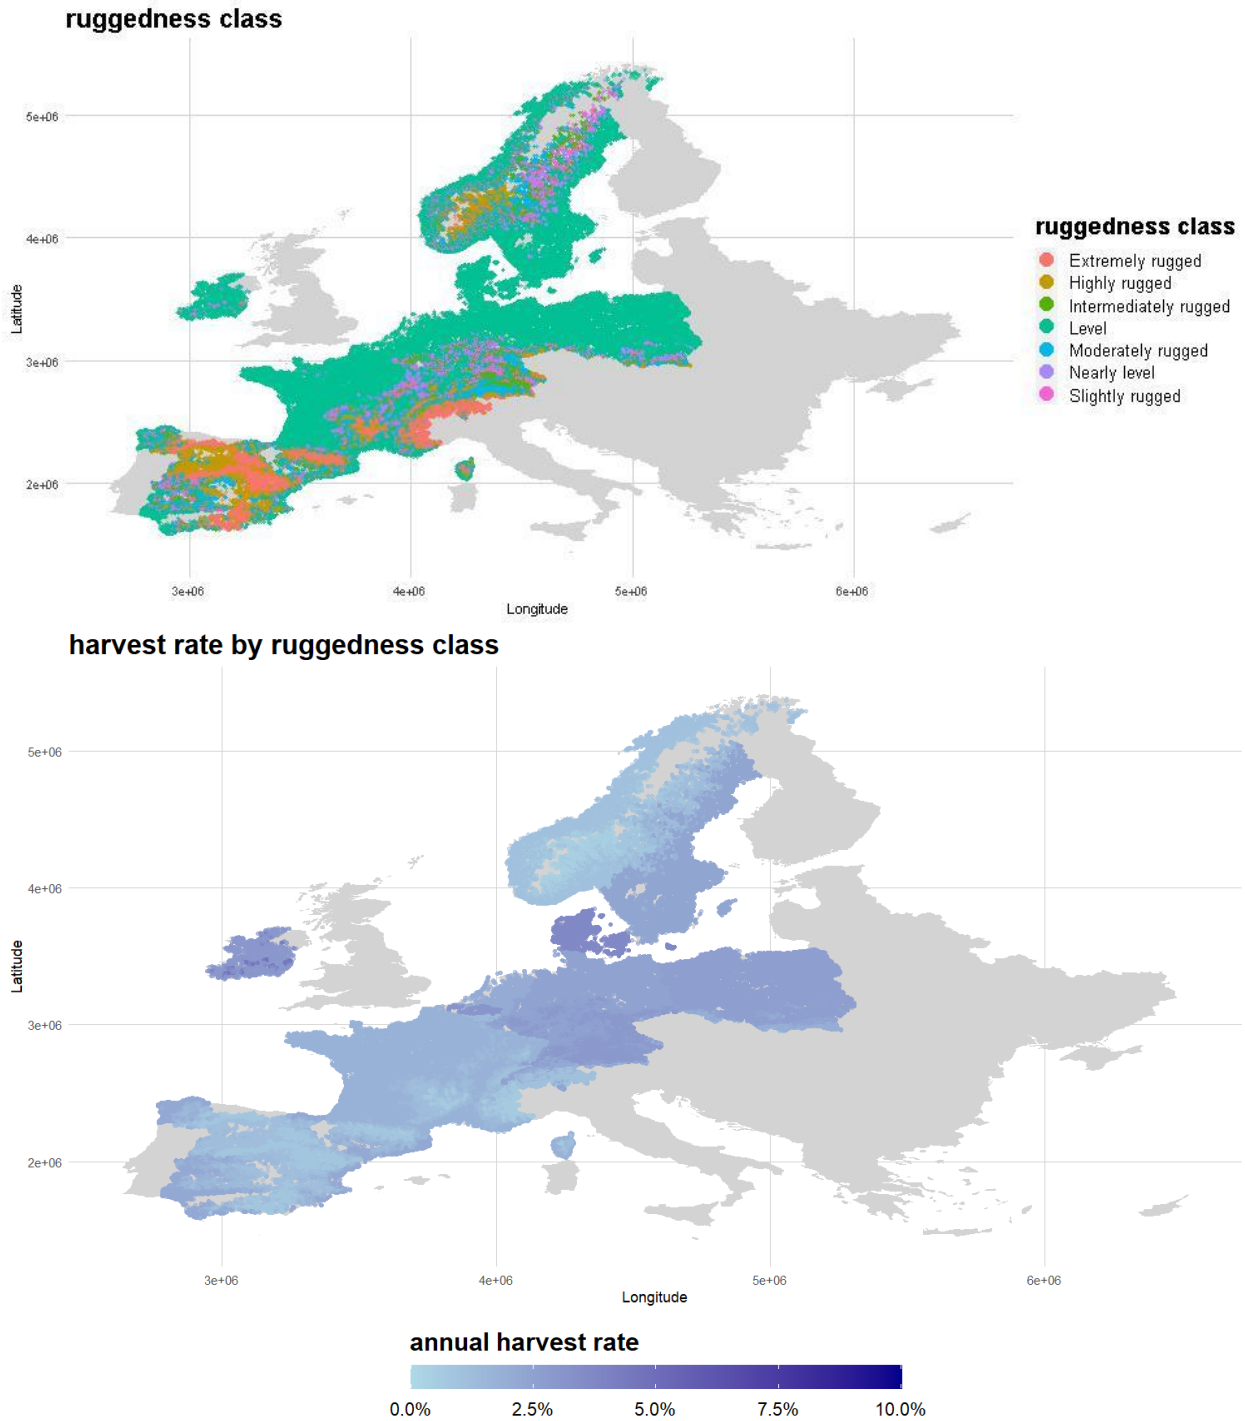 ruggedness class
5e+06
4e+06
3e+06
2e+06
Latitude
3e+06
4e+06
5e+06
6e+06
Longitude
ruggedness class
Extremely rugged
Highly rugged
Intermediately rugged
Level
Moderately rugged
Nearly level
Slightly rugged
harvest rate by ruggedness class
5e+06
4e+06
3e+06
2e+06
Latitude
3e+06
4e+06
5e+06
6e+06
Longitude
annual harvest rate
0.0%
2.5%
5.0%
7.5%
10.0%